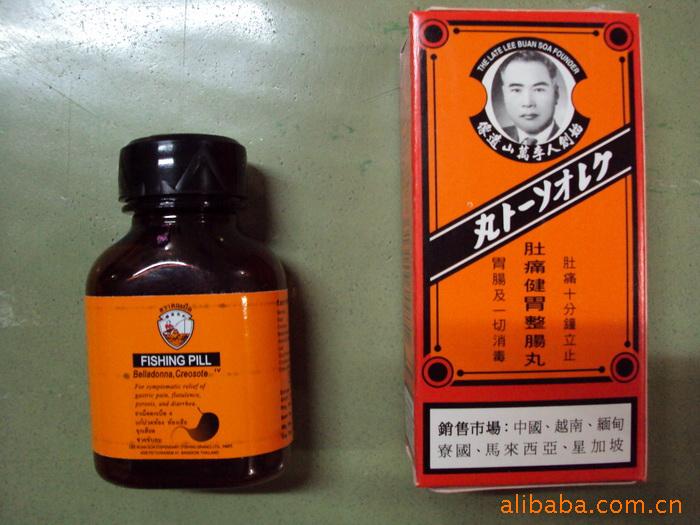 FISHING PILL
Belladonna, Creosote
For symptomatic relief of
gastric pain, flatulence,
pyrosis, and diarrhea.
THE LATE LEE BUAN SOA FOUNDER
像遺山萬李人創始
丸トーソオレケ
肚痛十分鐘立止
肚痛健胃整腸丸
胃腸及一切消毒
銷售市場:中國、越南、緬甸
寮國、馬來西亞、星加坡
alibaba.com.cn